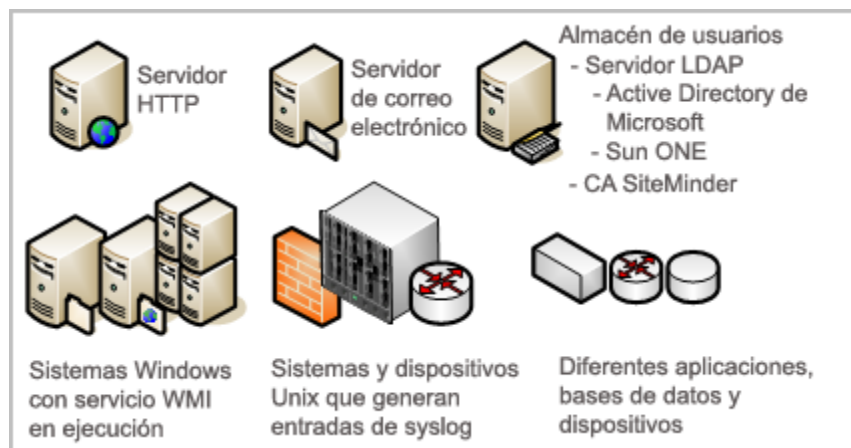 Servidor
HTTP
Servidor
de correo
electrónico
Almacén de usuarios
- Servidor LDAP
- Active Directory de
Microsoft
- Sun ONE
- CA SiteMinder
Sistemas Windows
con servicio WMI
en ejecución
Sistemas y dispositivos
Unix que generan
entradas de syslog
Diferentes aplicaciones,
bases de datos y
dispositivos